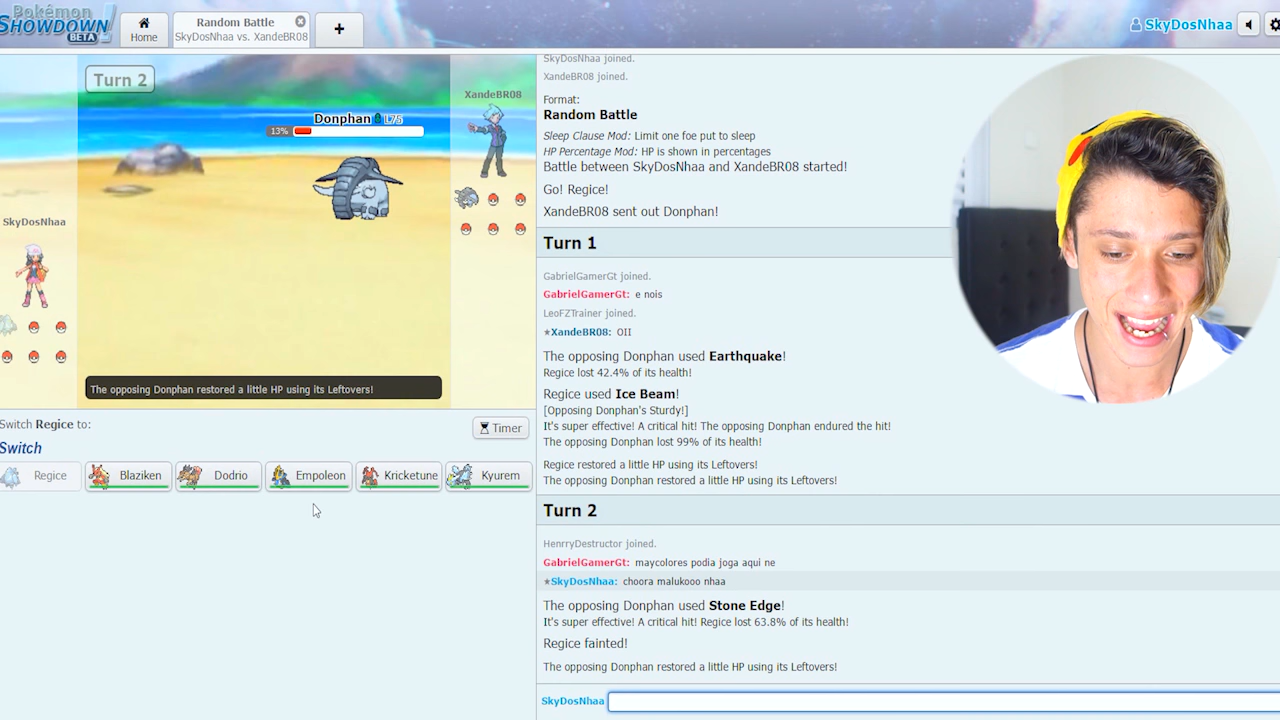 Pokémon
SHOWDOWN!
BETA
Home
Random Battle
SkyDosNhaa vs. XandeBR08
+
SkyDosNhaa
Turn 2
Donphan L75
13%
XandeBR08
SkyDosNhaa
The opposing Donphan restored a little HP using its Leftovers!
Switch Regice to:
Timer
Switch
Regice
Blaziken
Dodrio
Empoleon
Kricketune
Kyurem
SkyDosNhaa joined.
XandeBR08 joined.
Format:
Random Battle
Sleep Clause Mod: Limit one foe put to sleep
HP Percentage Mod: HP is shown in percentages
Battle between SkyDosNhaa and XandeBR08 started!
Go! Regice!
XandeBR08 sent out Donphan!
Turn 1
GabrielGamerGt joined.
GabrielGamerGt: e nois
LeoFZTrainer joined.
★XandeBR08: OII
The opposing Donphan used Earthquake!
Regice lost 42.4% of its health!
Regice used Ice Beam!
[Opposing Donphan's Sturdy!]
It's super effective! A critical hit! The opposing Donphan endured the hit!
The opposing Donphan lost 99% of its health!
Regice restored a little HP using its Leftovers!
The opposing Donphan restored a little HP using its Leftovers!
Turn 2
HenrryDestructor joined.
GabrielGamerGt: maycolores podia joga aqui ne
★SkyDosNhaa: choora malukooo nhaa
The opposing Donphan used Stone Edge!
It's super effective! A critical hit! Regice lost 63.8% of its health!
Regice fainted!
The opposing Donphan restored a little HP using its Leftovers!
SkyDosNhaa